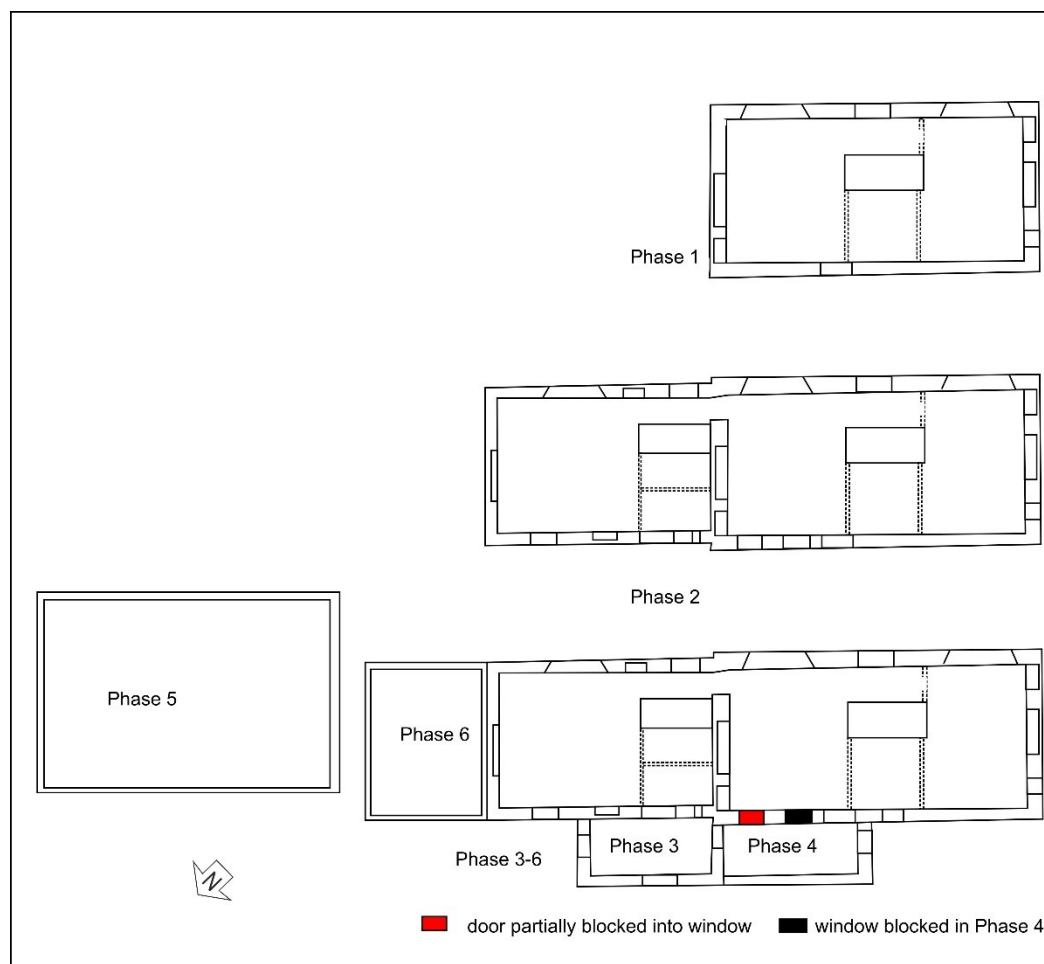 Phase 1
Phase 2
Phase 5
Phase 6
Phase 3
Phase 4
Phase 3-6
N
door partially blocked into window
window blocked in Phase 4